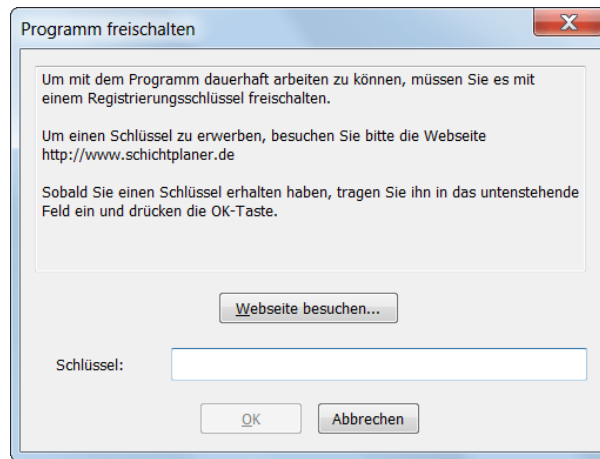 Programm freischalten
Um mit dem Programm dauerhaft arbeiten zu können, müssen Sie es mit
einem Registrierungsschlüssel freischalten.
Um einen Schlüssel zu erwerben, besuchen Sie bitte die Webseite
http://www.schichtplaner.de
Sobald Sie einen Schlüssel erhalten haben, tragen Sie ihn in das untenstehende
Feld ein und drücken die OK-Taste.
Webseite besuchen...
Schlüssel:
OK Abbrechen